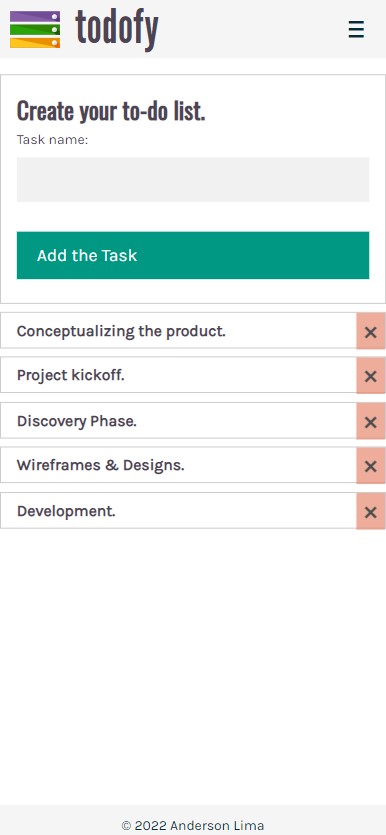 todofy
Create your to-do list.
Task name:
Add the Task
Conceptualizing the product.
Project kickoff.
Discovery Phase.
Wireframes & Designs.
Development.
© 2022 Anderson Lima